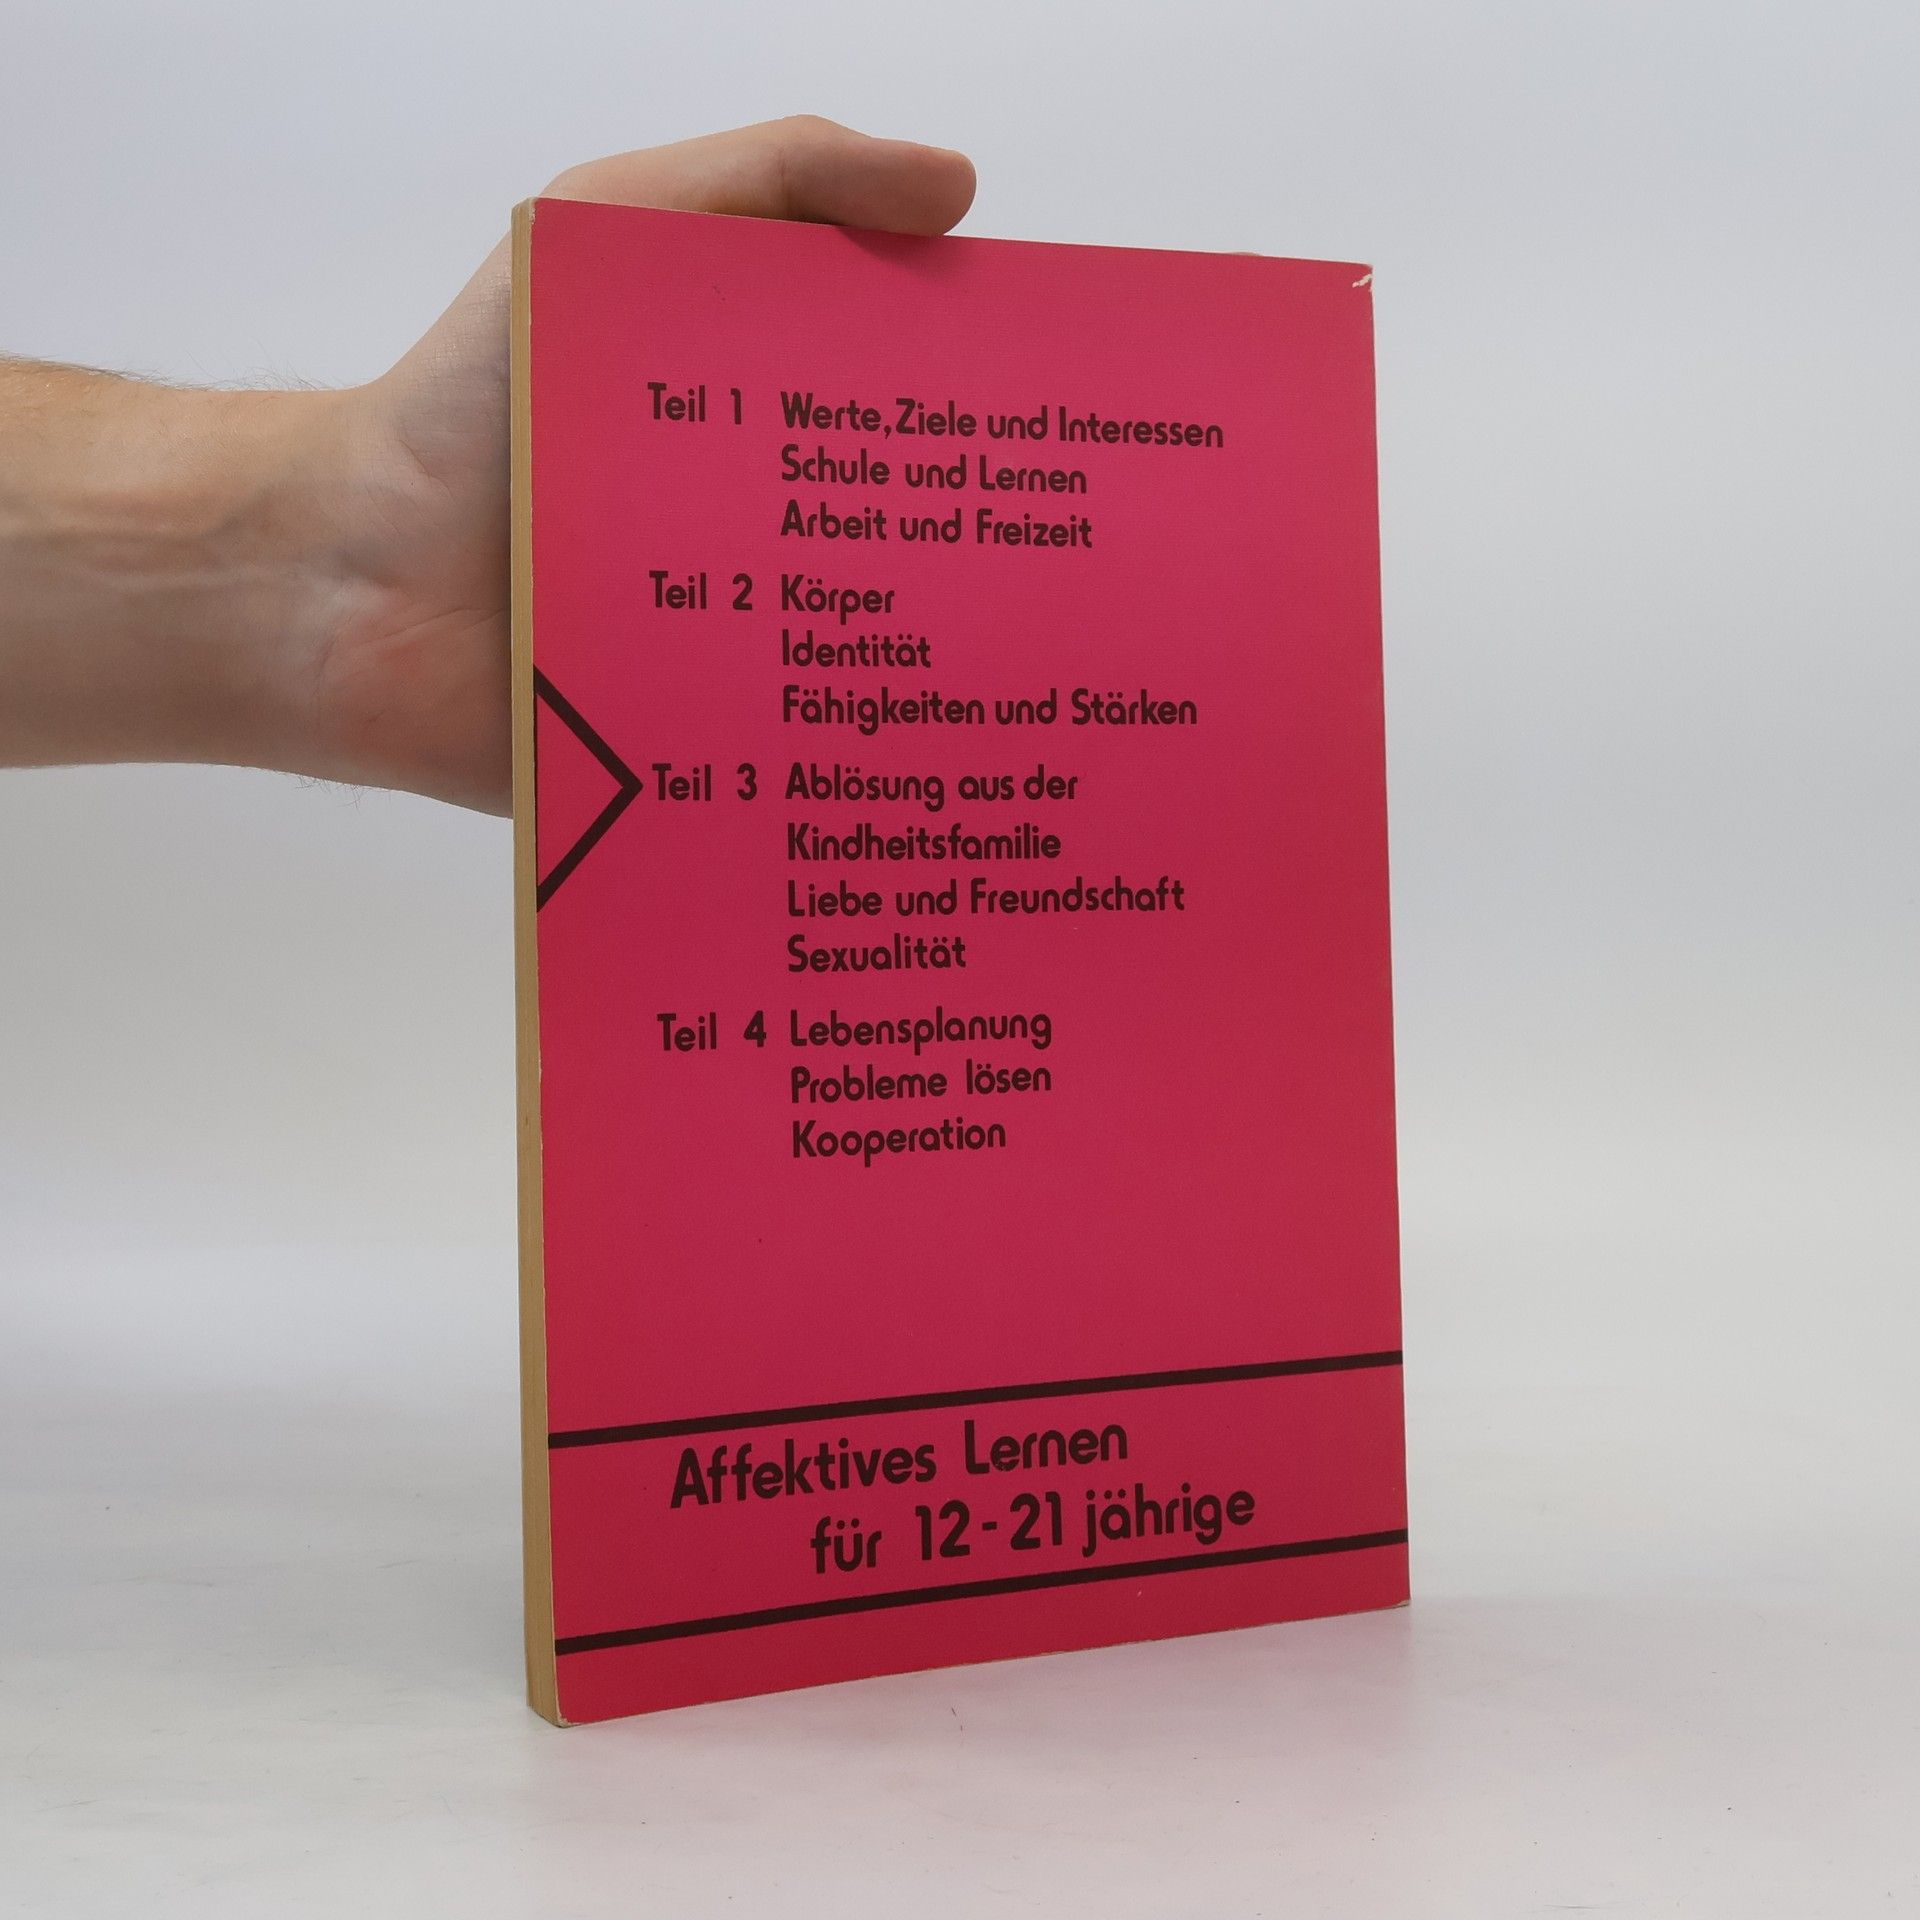 Teil 1 Werte, Ziele und Interessen
Schule und Lernen
Arbeit und Freizeit
Teil 2 Körper
Identität
Fähigkeiten und Stärken
Teil 3 Ablösung aus der
Kindheitsfamilie
Liebe und Freundschaft
Sexualität
Teil 4 Lebensplanung
Probleme lösen
Kooperation
Affektives Lernen
für 12-21 jährige